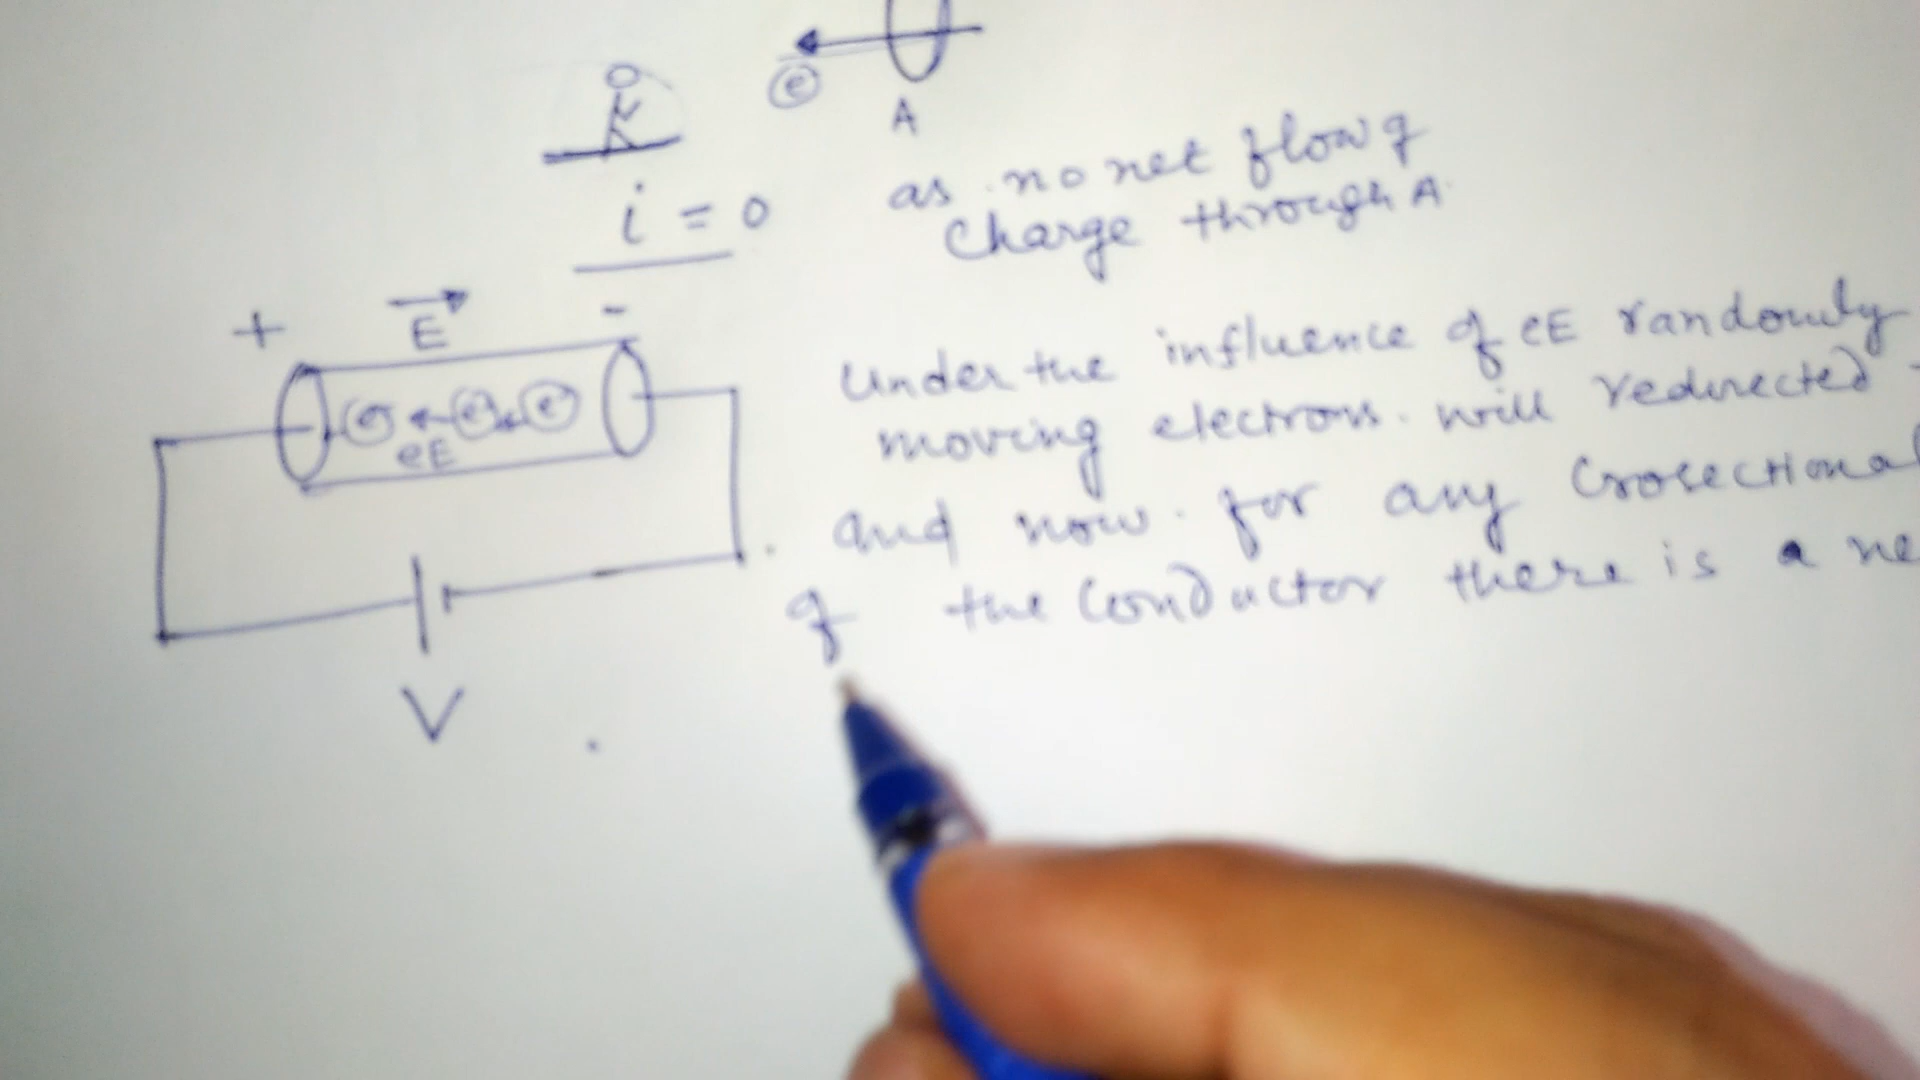 e
A
as no net flow of
charge through A
i = 0
+ E -
e e e
eE
V
Under the influence of eE randomly
moving electrons will redirected
and now for any Crosectional
of the conductor there is a ne